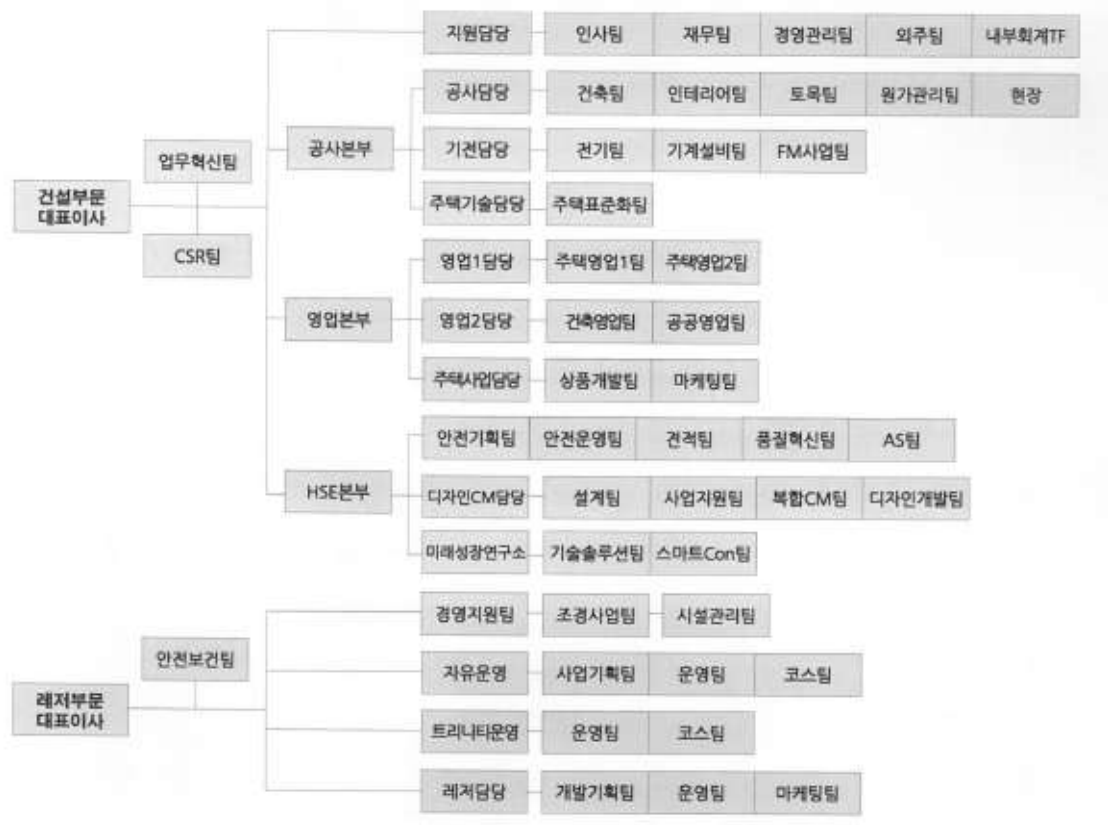 지원담당 인사팀 재무팀 경영관리팀 외주팀 내부회계TF
공사담당 건축팀 인테리어팀 토목팀 원가관리팀 현장
업무혁신팀
공사본부 기전담당 전기팀 기계설비팀 FM사업팀
건설부문
대표이사
주택기술담당 주택표준화팀
CSR팀
영업1담당 주택영업1팀 주택영업2팀
영업본부 영업2담당 건축영업팀 공공영업팀
주택사업담당 상품개발팀 마케팅팀
안전기획팀 안전운영팀 견적팀 품질혁신팀 AS팀
HSE본부 디자인CM담당 설계팀 사업지원팀 복합CM팀 디자인개발팀
미래성장연구소 기술솔루션팀 스마트Con팀
경영지원팀 조경사업팀 시설관리팀
안전보건팀
자유운영 사업기획팀 운영팀 코스팀
레저부문
대표이사
트리니티운영 운영팀 코스팀
레저담당 개발기획팀 운영팀 마케팅팀